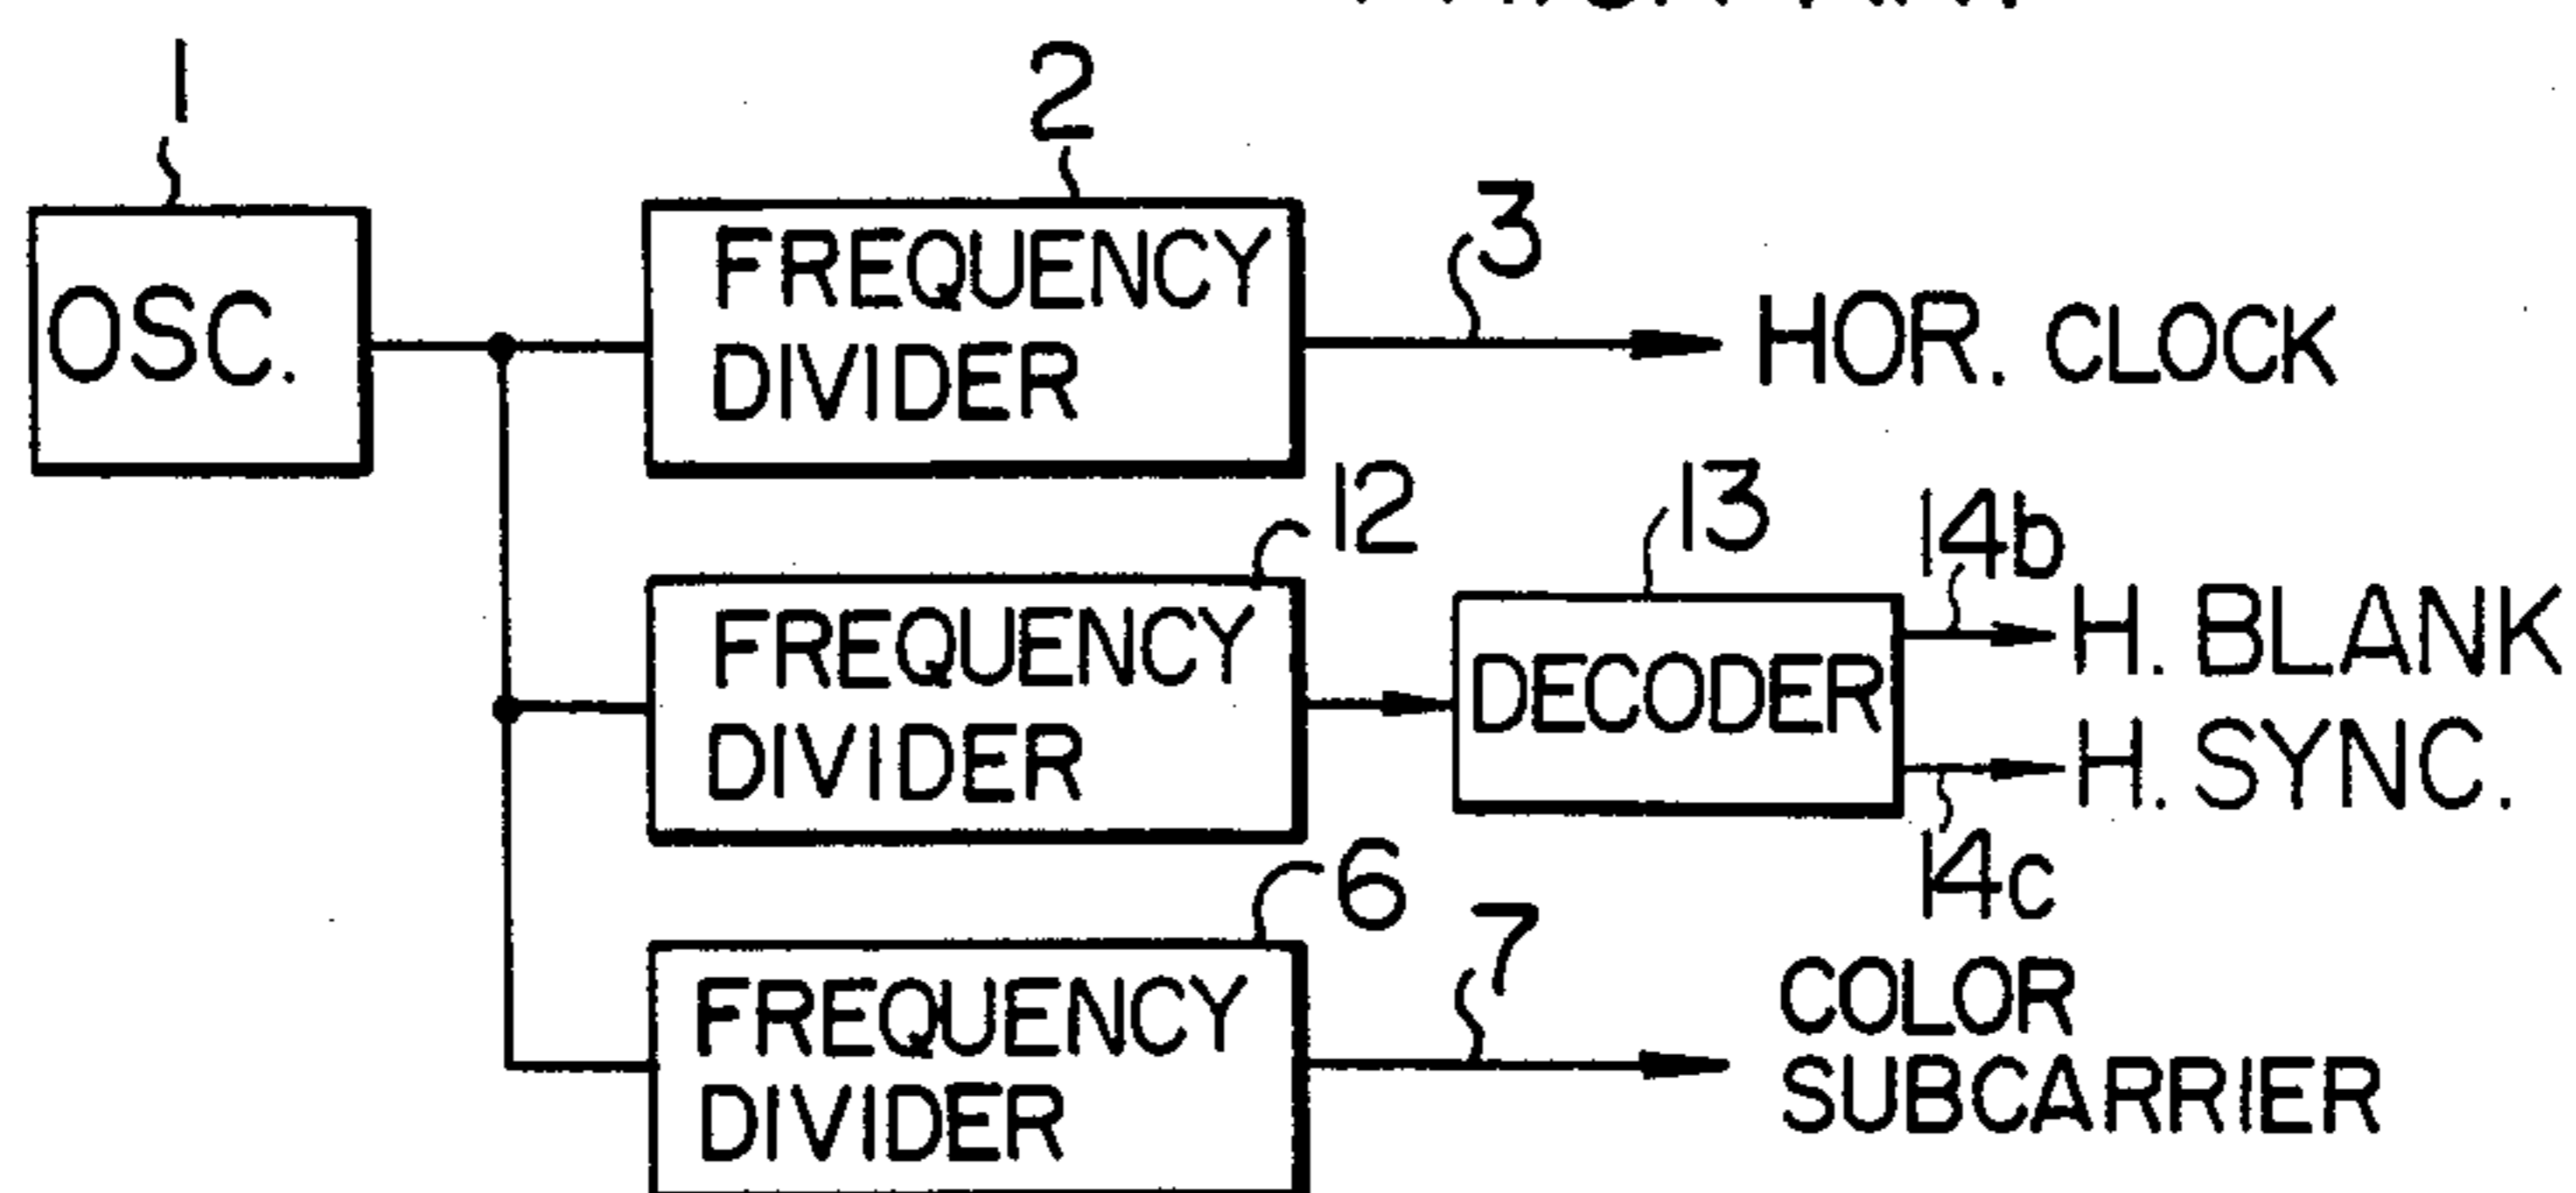 1
2
OSC.
FREQUENCY
DIVIDER
3
HOR. CLOCK
12
13
14b
FREQUENCY
DIVIDER
DECODER
H. BLANK
H. SYNC.
14c
6
7
FREQUENCY
DIVIDER
COLOR
SUBCARRIER